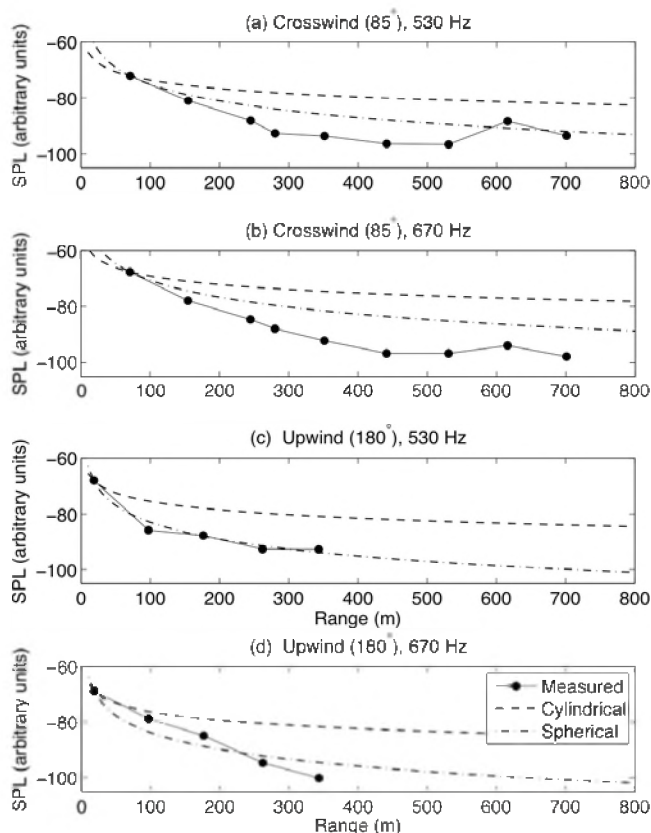 (a) Crosswind (85°), 530 Hz
SPL (arbitrary units)
−60
−80
−100
0 100 200 300 400 500 600 700 800
(b) Crosswind (85°), 670 Hz
SPL (arbitrary units)
−60
−80
−100
0 100 200 300 400 500 600 700 800
(c) Upwind (180°), 530 Hz
SPL (arbitrary units)
−60
−80
−100
0 100 200 300 400 500 600 700 800
Range (m)
(d) Upwind (180°), 670 Hz
SPL (arbitrary units)
−60
−80
−100
Measured
Cylindrical
Spherical
0 100 200 300 400 500 600 700 800
Range (m)